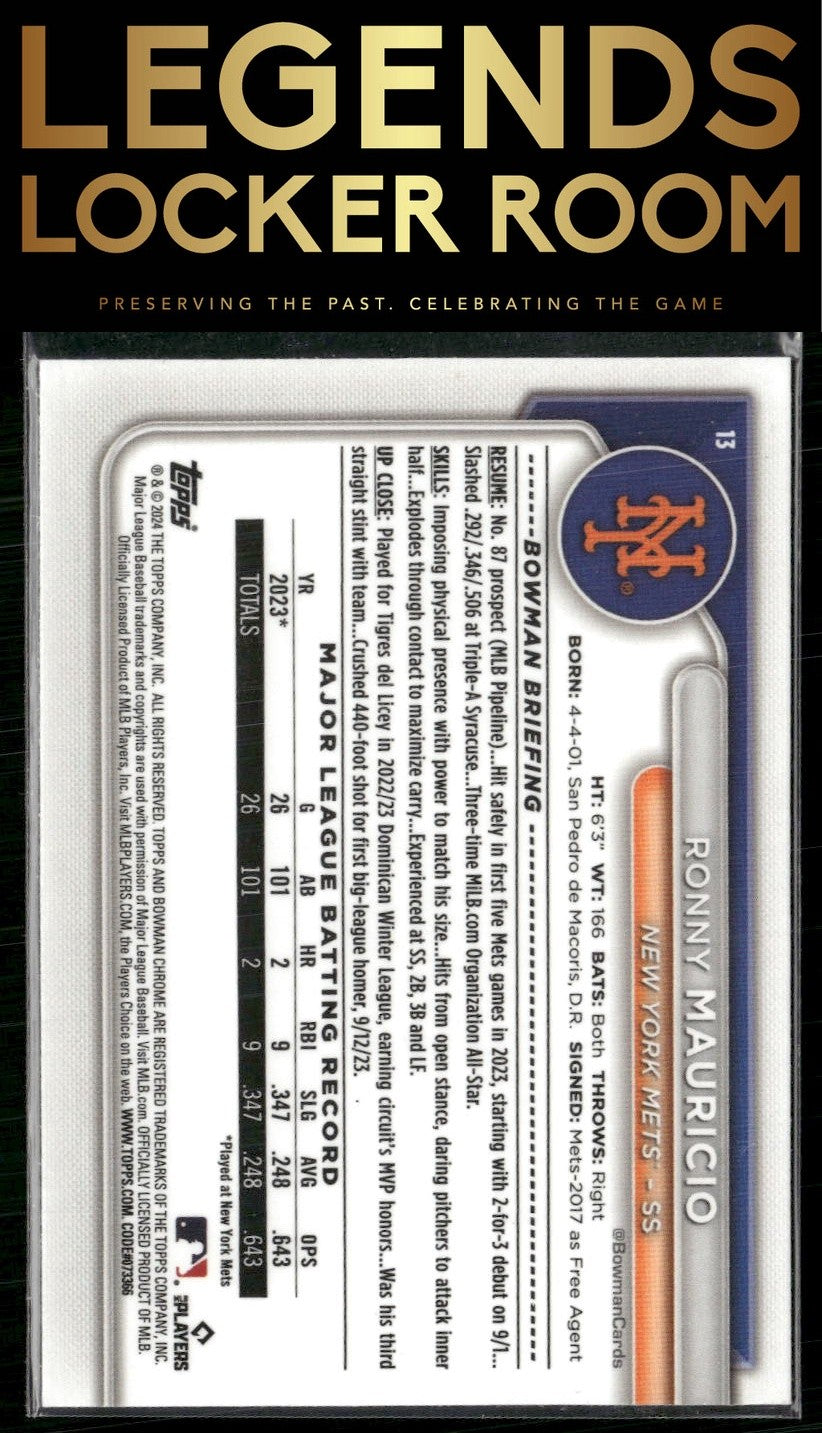 LEGENDS
LOCKER ROOM
PRESERVING THE PAST. CELEBRATING THE GAME
13
NY
®
RONNY MAURICIO
NEW YORK METS™ – SS
@BowmanCards
HT: 6'3" WT: 166 BATS: Both THROWS: Right
BORN: 4-4-01, San Pedro de Macoris, D.R. SIGNED: Mets-2017 as Free Agent
BOWMAN BRIEFING
RESUME: No. 87 prospect (MLB Pipeline)...Hit safely in first five Mets games in 2023, starting with 2-for-3 debut on 9/1...
Slashed .292/.346/.506 at Triple-A Syracuse...Three-time MiLB.com Organization All-Star.
SKILLS: Imposing physical presence with power to match his size...Hits from open stance, daring pitchers to attack inner
half...Explodes through contact to maximize carry...Experienced at SS, 2B, 3B and LF.
UP CLOSE: Played for Tigres del Licey in 2022/23 Dominican Winter League, earning circuit's MVP honors...Was his third
straight stint with team...Crushed 440-foot shot for first big-league homer, 9/12/23.
MAJOR LEAGUE BATTING RECORD
YR G AB HR RBI SLG AVG OPS
2023* 26 101 2 9 .347 .248 .643
TOTALS 26 101 2 9 .347 .248 .643
*Played at New York Mets
topps
® & © 2024 THE TOPPS COMPANY, INC. ALL RIGHTS RESERVED. TOPPS AND BOWMAN CHROME ARE REGISTERED TRADEMARKS OF THE TOPPS COMPANY, INC.
Major League Baseball trademarks and copyrights are used with permission of Major League Baseball. Visit MLB.com. OFFICIALLY LICENSED PRODUCT OF MLB.
Officially Licensed Product of MLB Players, Inc. Visit MLBPLAYERS.COM, the Players Choice on the web. WWW.TOPPS.COM. CODE#073366
MLB PLAYERS